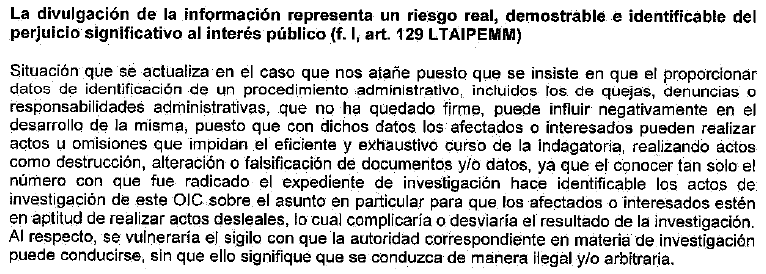 La divulgación de la información representa un riesgo real, demostrable e identificable del
perjuicio significativo al interés público (f. I, art. 129 LTAIPEMM)
Situación que se actualiza en el caso que nos atañe puesto que se insiste en que el proporcionar
datos de identificación de un procedimiento administrativo, incluidos los de quejas, denuncias o
responsabilidades administrativas, que no ha quedado firme, puede influir negativamente en el
desarrollo de la misma, puesto que con dichos datos los afectados o interesados pueden realizar
actos u omisiones que impidan el eficiente y exhaustivo curso de la indagatoria, realizando actos
como destrucción, alteración o falsificación de documentos y/o datos, ya que el conocer tan solo el
número con que fue radicado el expediente de investigación hace identificable los actos de
investigación de este OIC sobre el asunto en particular para que los afectados o interesados estén
en aptitud de realizar actos desleales, lo cual complicaría o desviaría el resultado de la investigación.
Al respecto, se vulneraría el sigilo con que la autoridad correspondiente en materia de investigación
puede conducirse, sin que ello signifique que se conduzca de manera ilegal y/o arbitraria.